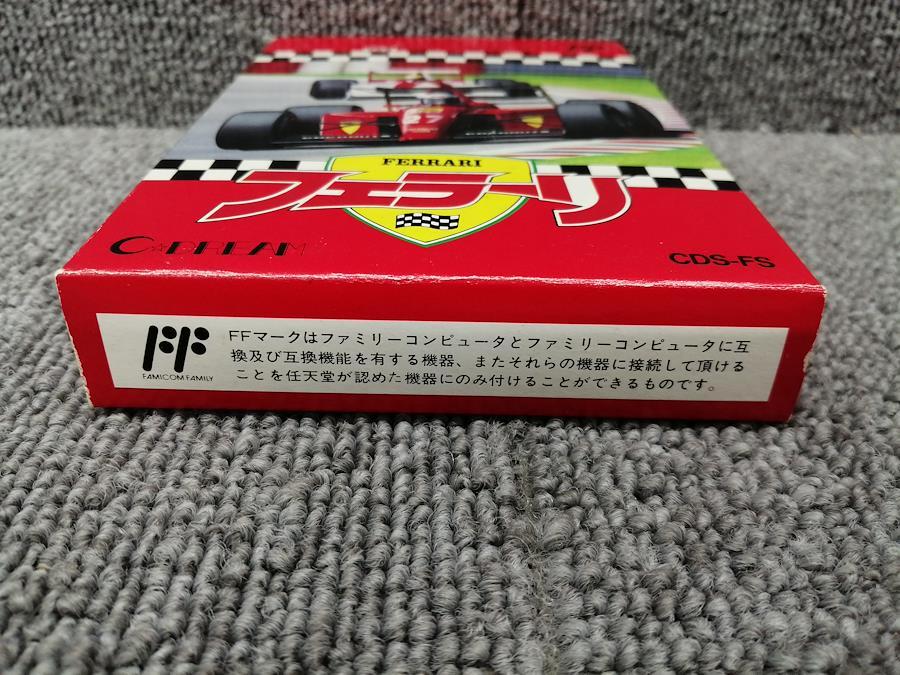 27
FERRARI
フェラーリ
C☆DREAM
CDS-FS
FF
FAMICOM FAMILY
FFマークはファミリーコンピュータとファミリーコンピュータに互
換及び互換機能を有する機器、またそれらの機器に接続して頂ける
ことを任天堂が認めた機器にのみ付けることができるものです。